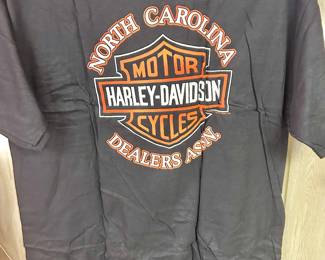 NORTH CAROLINA
MOTOR
HARLEY-DAVIDSON
CYCLES
DEALERS ASSN.